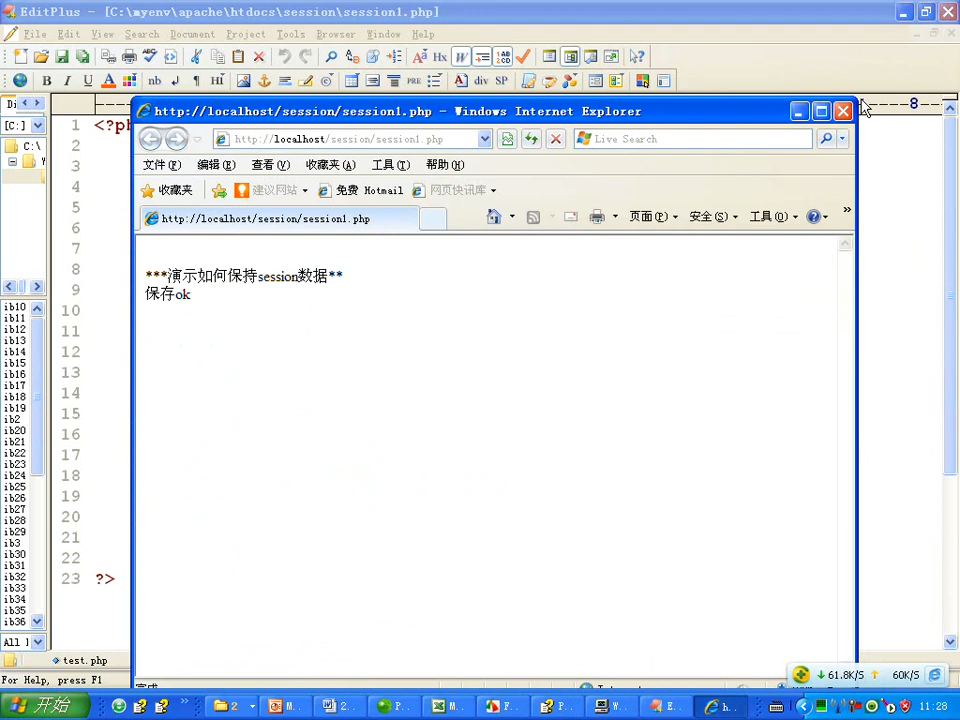 EditPlus - [C:\myenv\apache\htdocs\session\session1.php]
File Edit View Search Document Project Tools Browser Window Help
http://localhost/session/session1.php - Windows Internet Explorer
http://localhost/session/session1.php
Live Search
文件(F) 编辑(E) 查看(V) 收藏夹(A) 工具(T) 帮助(H)
收藏夹 建议网站 免费 Hotmail 网页快讯库
http://localhost/session/session1.php
页面(P) 安全(S) 工具(O)
***演示如何保持session数据**
保存ok
[C:]
C:\
8
1 <?ph
2
3
4
5
6
7
8
9
10
11
12
13
14
15
16
17
18
19
20
21
22
23 ?>
ib10
ib11
ib12
ib13
ib14
ib15
ib16
ib17
ib18
ib19
ib2
ib20
ib21
ib22
ib23
ib24
ib25
ib26
ib27
ib28
ib29
ib3
ib30
ib31
ib32
ib33
ib34
ib35
ib36
test.php
For Help, press F1
61.8K/S 60K/S
开始 2 M... 2... P... M... F... P... W... E... h... 11:28